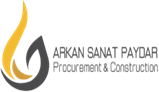 ARKAN SANAT PAYDAR
Procurement & Construction